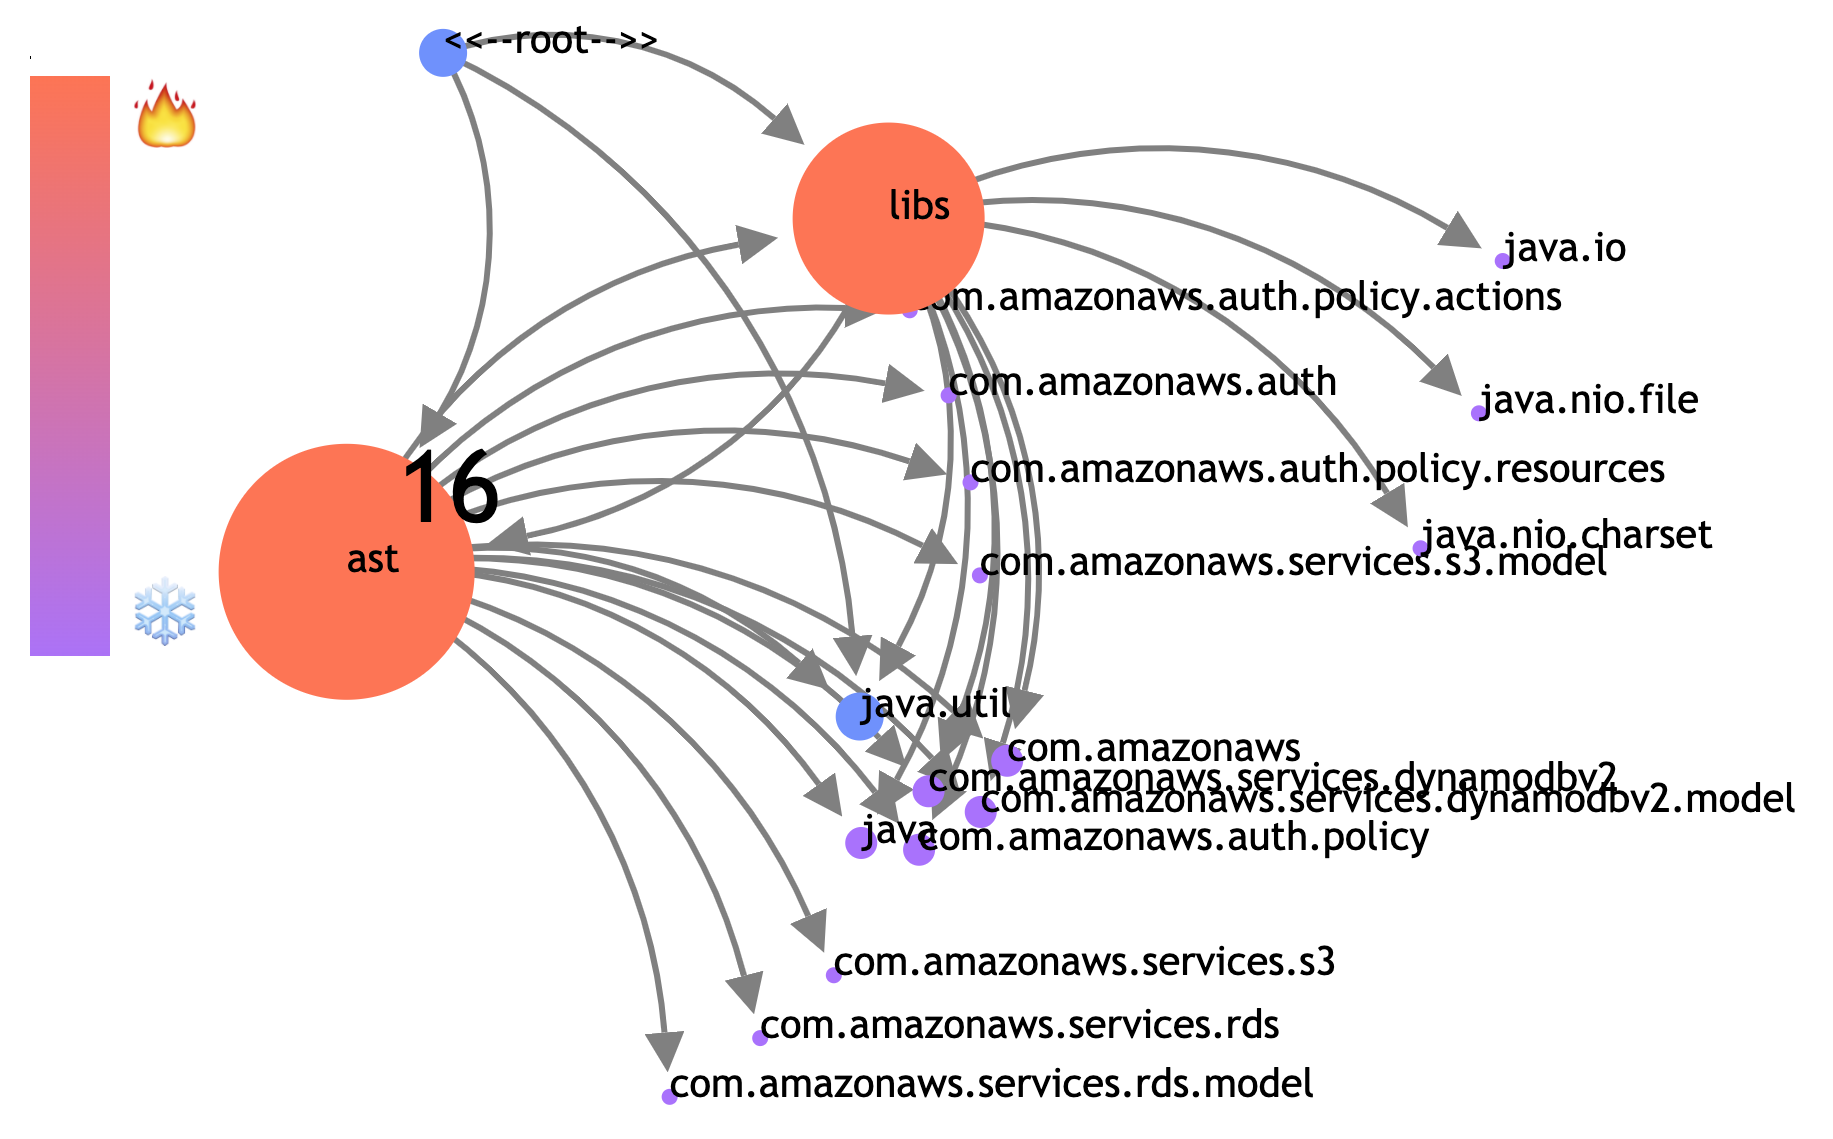 <<--root-->>
libs
java.io
com.amazonaws.auth.policy.actions
com.amazonaws.auth
java.nio.file
com.amazonaws.auth.policy.resources
16
java.nio.charset
ast
com.amazonaws.services.s3.model
java.util
com.amazonaws
com.amazonaws.services.dynamodbv2
com.amazonaws.services.dynamodbv2.model
java
com.amazonaws.auth.policy
com.amazonaws.services.s3
com.amazonaws.services.rds
com.amazonaws.services.rds.model